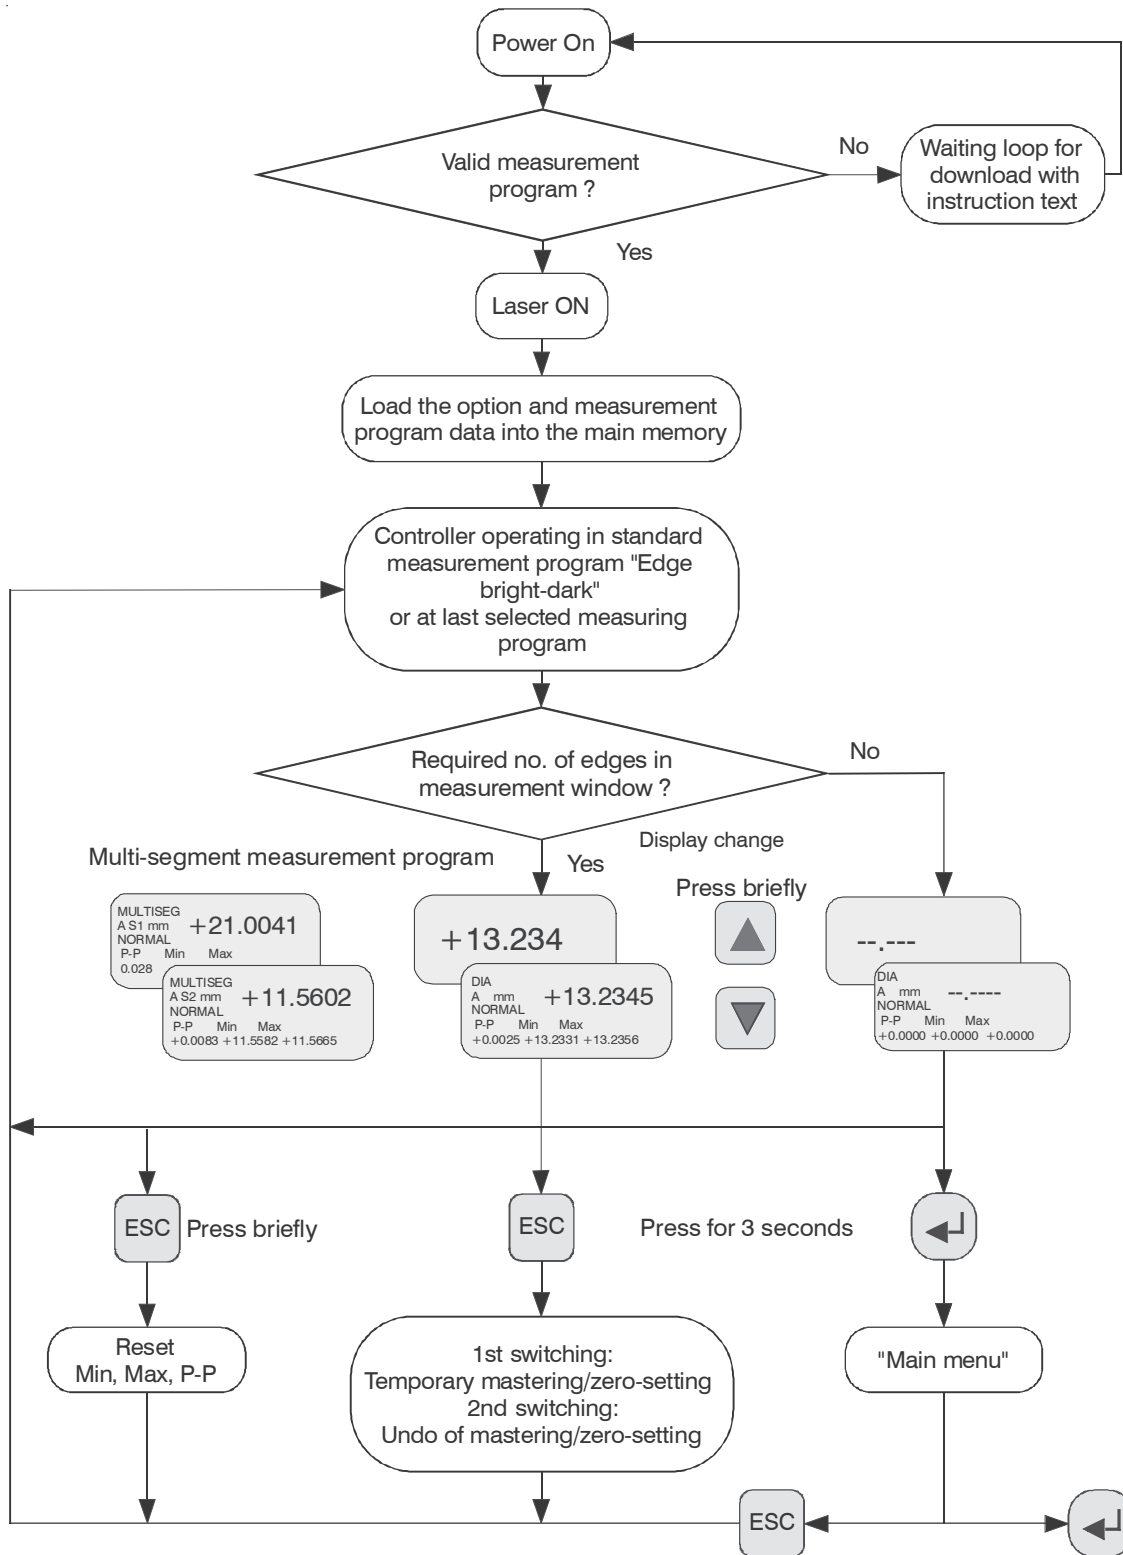 Power On
Valid measurement
program ?
No
Waiting loop for
download with
instruction text
Yes
Laser ON
Load the option and measurement
program data into the main memory
Controller operating in standard
measurement program "Edge
bright-dark"
or at last selected measuring
program
Required no. of edges in
measurement window ?
No
Yes
Display change
Multi-segment measurement program
Press briefly
MULTISEG
A S1 mm +21.0041
NORMAL
P-P Min Max
0.028
MULTISEG
A S2 mm +11.5602
NORMAL
P-P Min Max
+0.0083 +11.5582 +11.5665
+13.234
DIA
A mm +13.2345
NORMAL
P-P Min Max
+0.0025 +13.2331 +13.2356
--.---
DIA
A mm --.----
NORMAL
P-P Min Max
+0.0000 +0.0000 +0.0000
ESC Press briefly
ESC
Press for 3 seconds
Reset
Min, Max, P-P
1st switching:
Temporary mastering/zero-setting
2nd switching:
Undo of mastering/zero-setting
"Main menu"
ESC